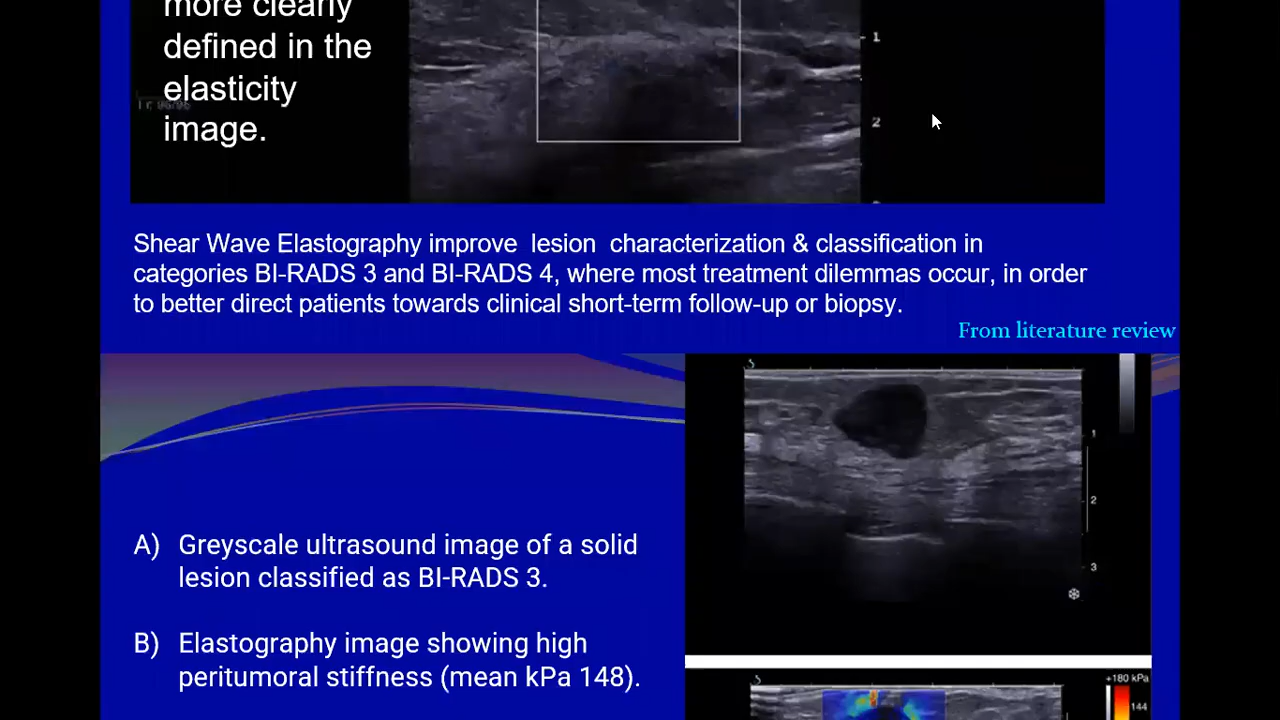 more clearly
defined in the
elasticity
image.
1
2
Shear Wave Elastography improve lesion characterization & classification in
categories BI-RADS 3 and BI-RADS 4, where most treatment dilemmas occur, in order
to better direct patients towards clinical short-term follow-up or biopsy.
From literature review
1
2
3
A) Greyscale ultrasound image of a solid
lesion classified as BI-RADS 3.
B) Elastography image showing high
peritumoral stiffness (mean kPa 148).
+180 kPa
144